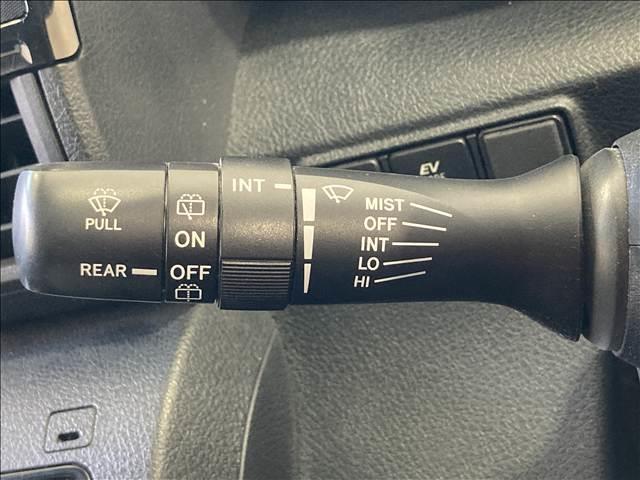 PULL
REAR
ON
OFF
INT
MIST
OFF
INT
LO
HI
EV